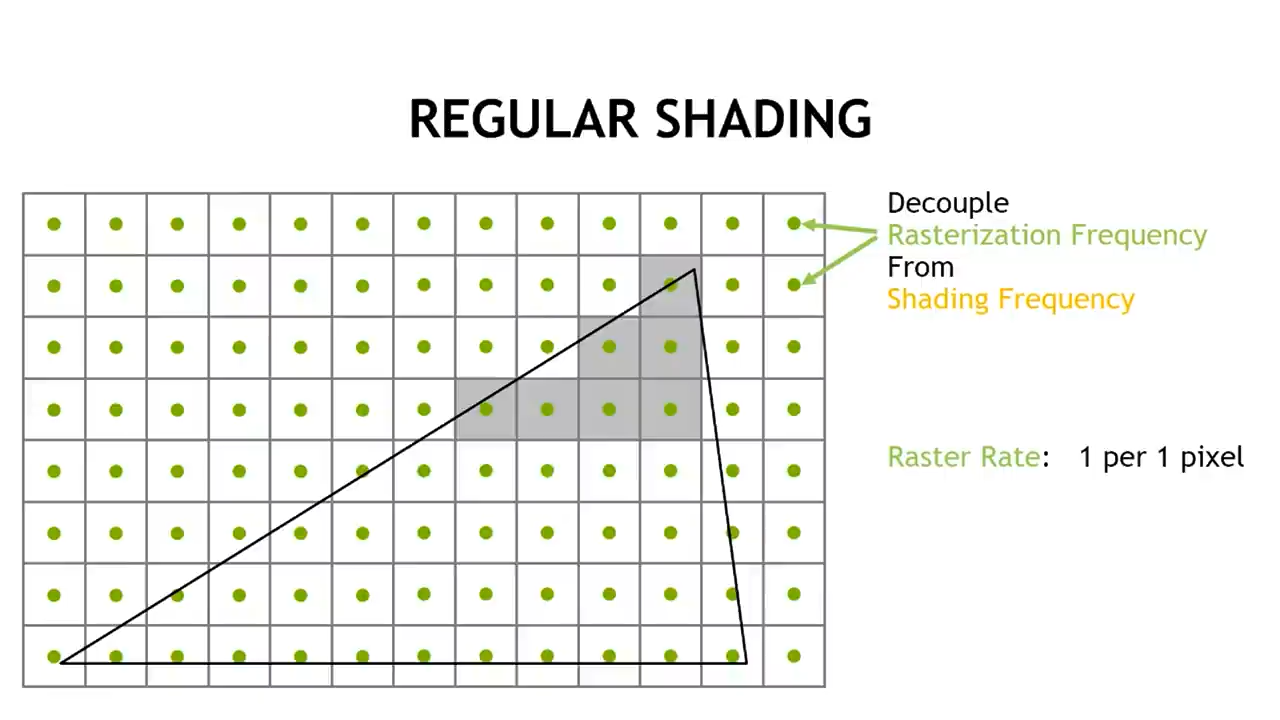 REGULAR SHADING
Decouple
Rasterization Frequency
From
Shading Frequency
Raster Rate: 1 per 1 pixel